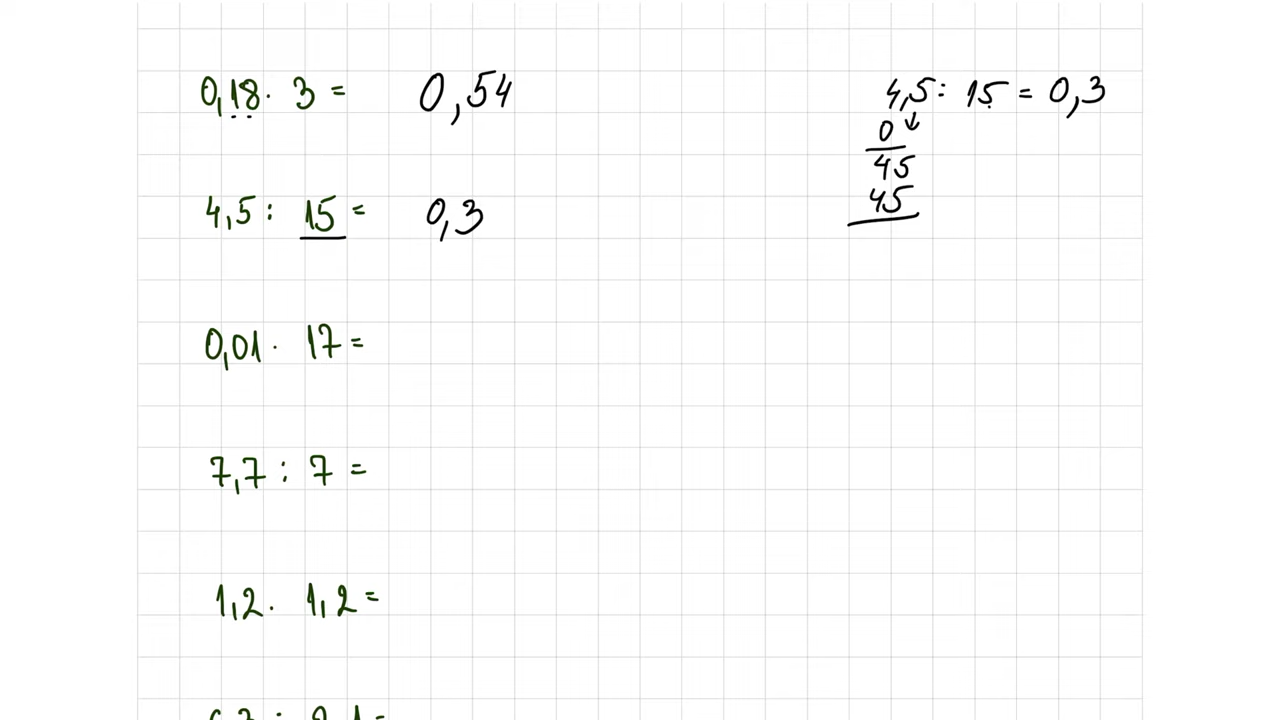 0,18 · 3 = 0,54
4,5 : 15 = 0,3
0,01 · 17 =
7,7 : 7 =
1,2 · 1,2 =
4,5 : 15 = 0,3
0
45
45